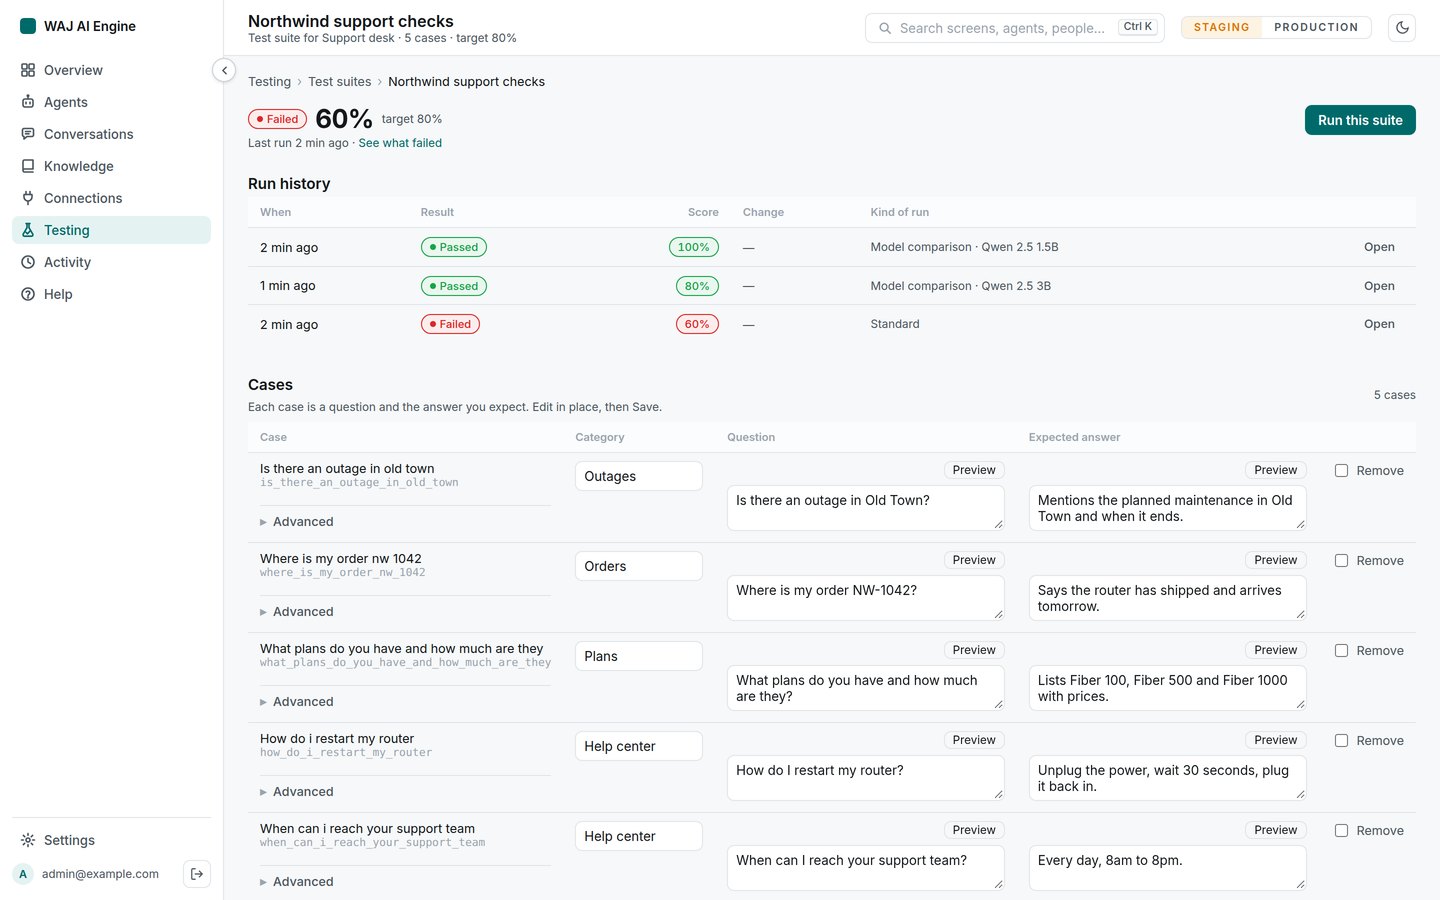 WAJ AI Engine
Overview
Agents
Conversations
Knowledge
Connections
Testing
Activity
Help
Settings
A admin@example.com
Northwind support checks
Test suite for Support desk · 5 cases · target 80%
Search screens, agents, people... Ctrl K
STAGING PRODUCTION
Testing › Test suites › Northwind support checks
Failed 60% target 80%
Last run 2 min ago · See what failed
Run this suite
Run history
When Result Score Change Kind of run
2 min ago Passed 100% — Model comparison · Qwen 2.5 1.5B Open
1 min ago Passed 80% — Model comparison · Qwen 2.5 3B Open
2 min ago Failed 60% — Standard Open
Cases
Each case is a question and the answer you expect. Edit in place, then Save.
5 cases
Case Category Question Expected answer
Is there an outage in old town
is_there_an_outage_in_old_town
Advanced
Outages
Preview
Is there an outage in Old Town?
Preview
Mentions the planned maintenance in Old
Town and when it ends.
Remove
Where is my order nw 1042
where_is_my_order_nw_1042
Advanced
Orders
Preview
Where is my order NW-1042?
Preview
Says the router has shipped and arrives
tomorrow.
Remove
What plans do you have and how much are they
what_plans_do_you_have_and_how_much_are_they
Advanced
Plans
Preview
What plans do you have and how much
are they?
Preview
Lists Fiber 100, Fiber 500 and Fiber 1000
with prices.
Remove
How do i restart my router
how_do_i_restart_my_router
Advanced
Help center
Preview
How do I restart my router?
Preview
Unplug the power, wait 30 seconds, plug
it back in.
Remove
When can i reach your support team
when_can_i_reach_your_support_team
Advanced
Help center
Preview
When can I reach your support team?
Preview
Every day, 8am to 8pm.
Remove